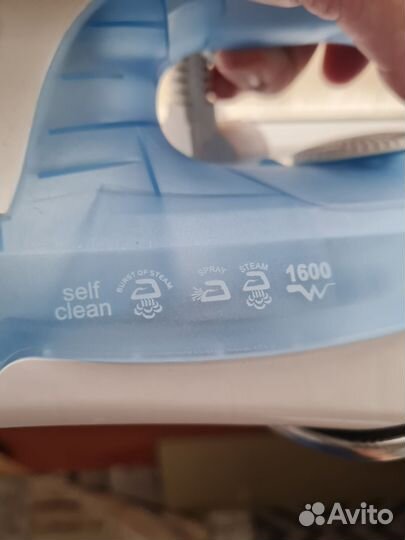 self
clean
BURST OF STEAM
SPRAY
STEAM
1600
W
Avito